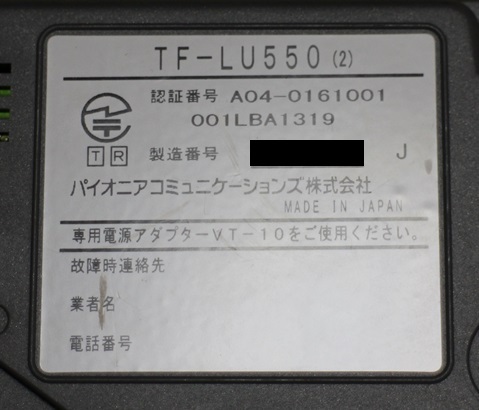 TF-LU550(2)
認証番号 A04-0161001
001LBA1319
T R 製造番号 J
パイオニアコミュニケーションズ株式会社
MADE IN JAPAN
専用電源アダプターVT-10をご使用ください。
故障時連絡先
業者名
電話番号